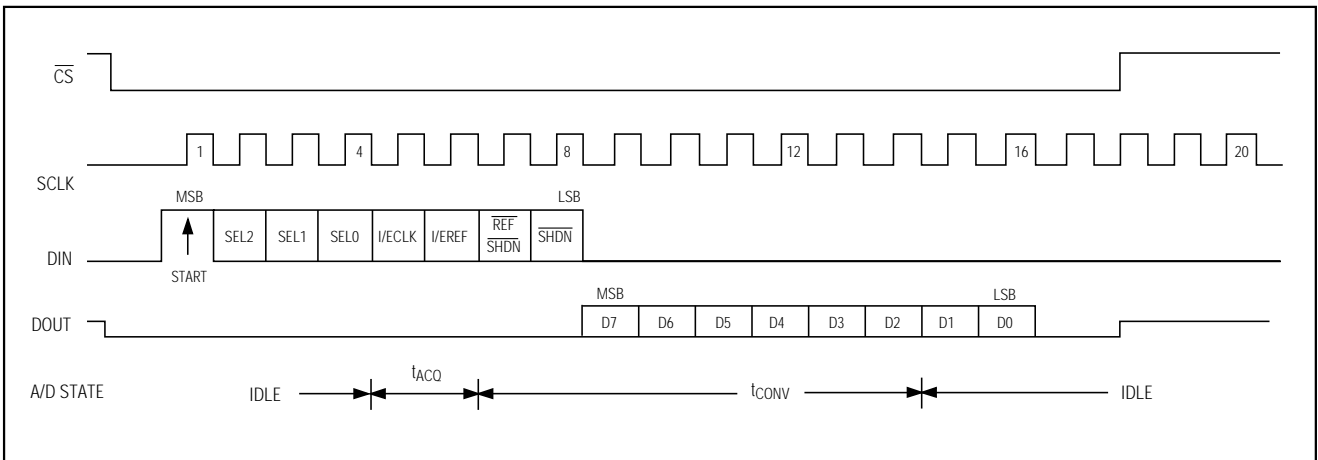 CS
1 4 8 12 16 20
SCLK
MSB LSB
SEL2 SEL1 SEL0 I/ECLK I/EREF REF SHDN SHDN
DIN
START
MSB LSB
DOUT D7 D6 D5 D4 D3 D2 D1 D0
A/D STATE IDLE tACQ tCONV IDLE